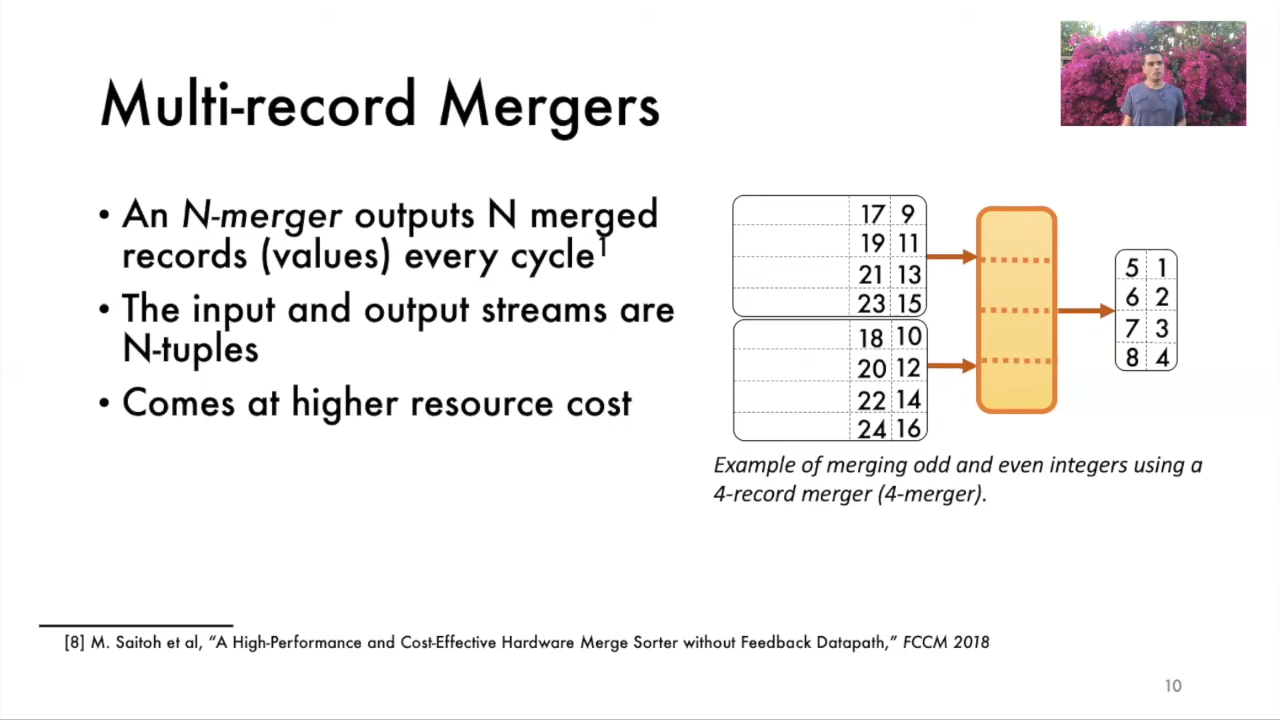 Multi-record Mergers
• An N-merger outputs N merged
records (values) every cycle1
• The input and output streams are
N-tuples
• Comes at higher resource cost
17 9
19 11
21 13
23 15
18 10
20 12
22 14
24 16
5 1
6 2
7 3
8 4
Example of merging odd and even integers using a
4-record merger (4-merger).
[8] M. Saitoh et al, “A High-Performance and Cost-Effective Hardware Merge Sorter without Feedback Datapath,” FCCM 2018
10